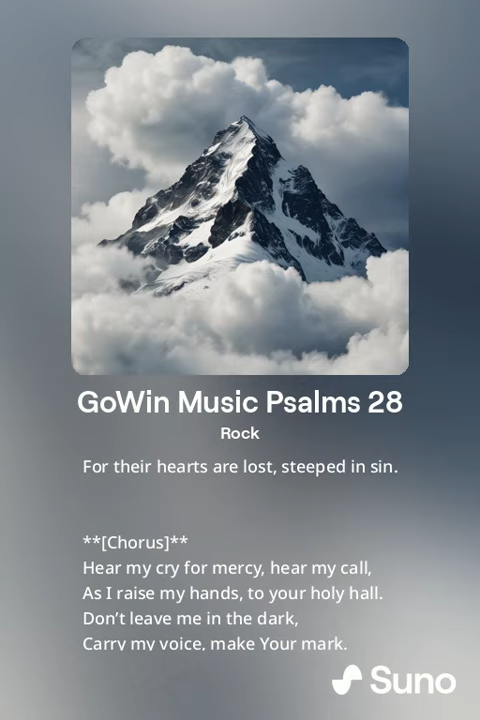 GoWin Music Psalms 28
Rock
For their hearts are lost, steeped in sin.
**[Chorus]**
Hear my cry for mercy, hear my call,
As I raise my hands, to your holy hall.
Don’t leave me in the dark,
Carry my voice, make Your mark.
Suno